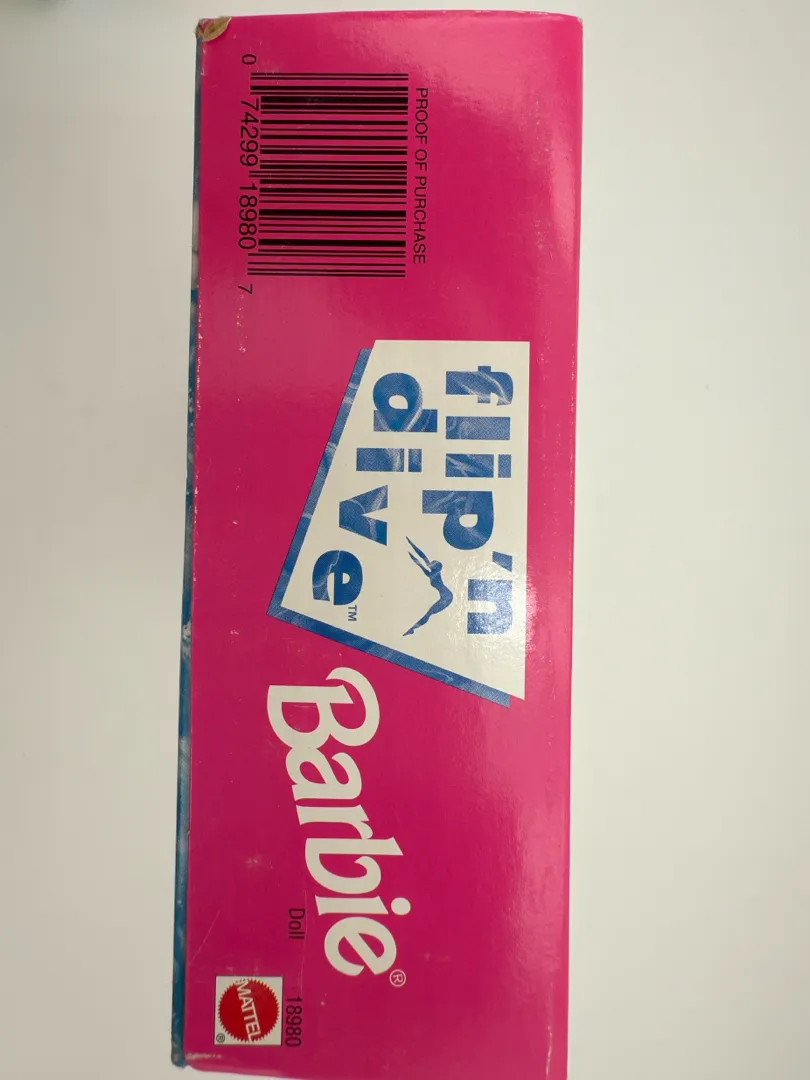 PROOF OF PURCHASE
0 74299 18980 7
flip'n
dive™
Barbie®
Doll
18980
MATTEL
®